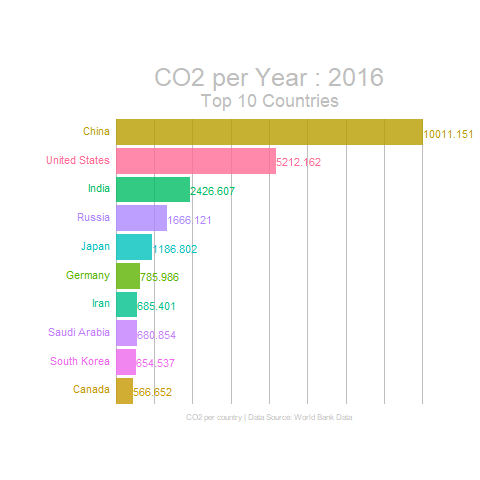 CO2 per Year : 2016
Top 10 Countries
China 10011.151
United States 5212.162
India 2426.607
Russia 1666.121
Japan 1186.802
Germany 785.986
Iran 685.401
Saudi Arabia 680.854
South Korea 654.537
Canada 566.652
CO2 per country | Data Source: World Bank Data